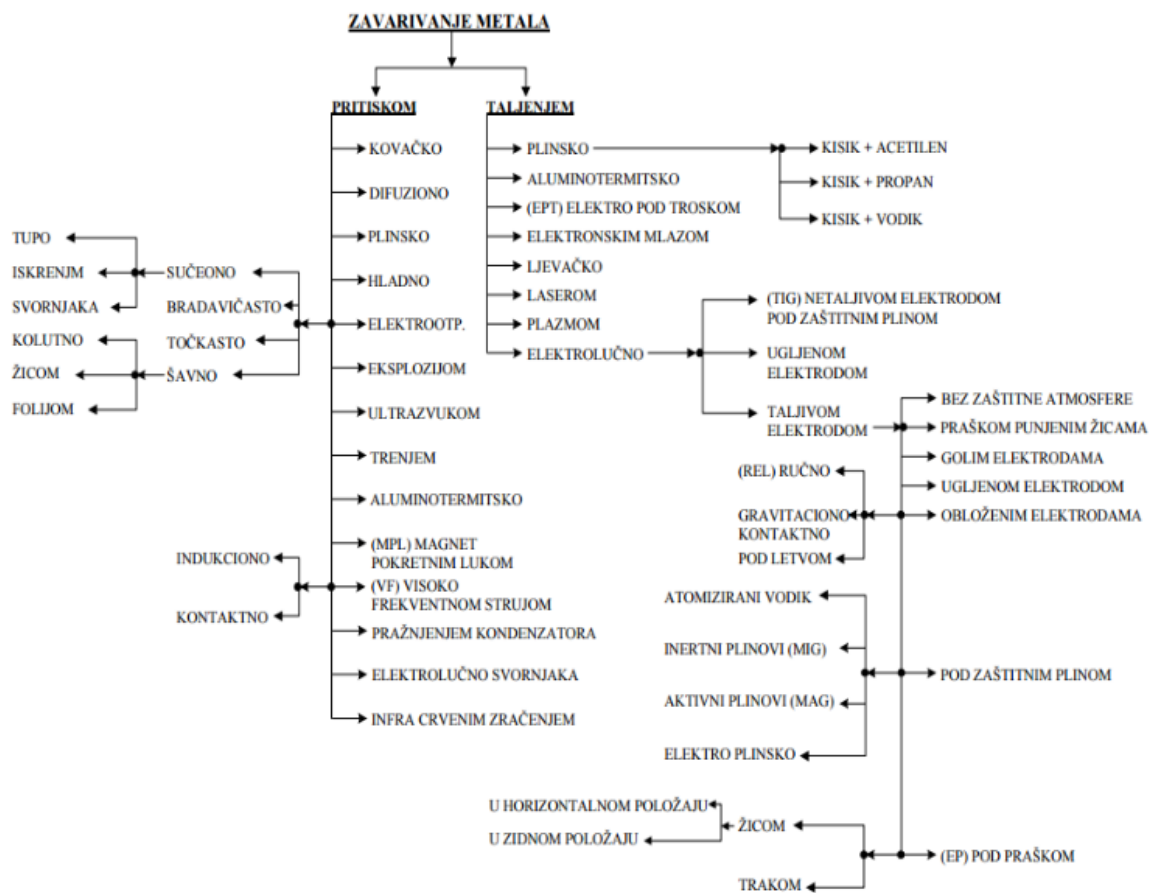 ZAVARIVANJE METALA
PRITISKOM
TALJENJEM
KOVAČKO
DIFUZIONO
PLINSKO
HLADNO
ELEKTROOTP.
EKSPLOZIJOM
ULTRAZVUKOM
TRENJEM
ALUMINOTERMITSKO
(MPL) MAGNET
POKRETNIM LUKOM
(VF) VISOKO
FREKVENTNOM STRUJOM
PRAŽNJENJEM KONDENZATORA
ELEKTROLUČNO SVORNJAKA
INFRA CRVENIM ZRAČENJEM
SUČEONO
BRADAVIČASTO
TOČKASTO
ŠAVNO
TUPO
ISKRENJM
SVORNJAKA
KOLUTNO
ŽICOM
FOLIJOM
INDUKCIONO
KONTAKTNO
PLINSKO
ALUMINOTERMITSKO
(EPT) ELEKTRO POD TROSKOM
ELEKTRONSKIM MLAZOM
LJEVAČKO
LASEROM
PLAZMOM
ELEKTROLUČNO
KISIK + ACETILEN
KISIK + PROPAN
KISIK + VODIK
(TIG) NETALJIVOM ELEKTRODOM
POD ZAŠTITNIM PLINOM
UGLJENOM
ELEKTRODOM
TALJIVOM
ELEKTRODOM
BEZ ZAŠTITNE ATMOSFERE
PRAŠKOM PUNJENIM ŽICAMA
GOLIM ELEKTRODAMA
UGLJENOM ELEKTRODOM
OBLOŽENIM ELEKTRODAMA
(REL) RUČNO
GRAVITACIONO
KONTAKTNO
POD LETVOM
POD ZAŠTITNIM PLINOM
ATOMIZIRANI VODIK
INERTNI PLINOVI (MIG)
AKTIVNI PLINOVI (MAG)
ELEKTRO PLINSKO
(EP) POD PRAŠKOM
ŽICOM
TRAKOM
U HORIZONTALNOM POLOŽAJU
U ZIDNOM POLOŽAJU